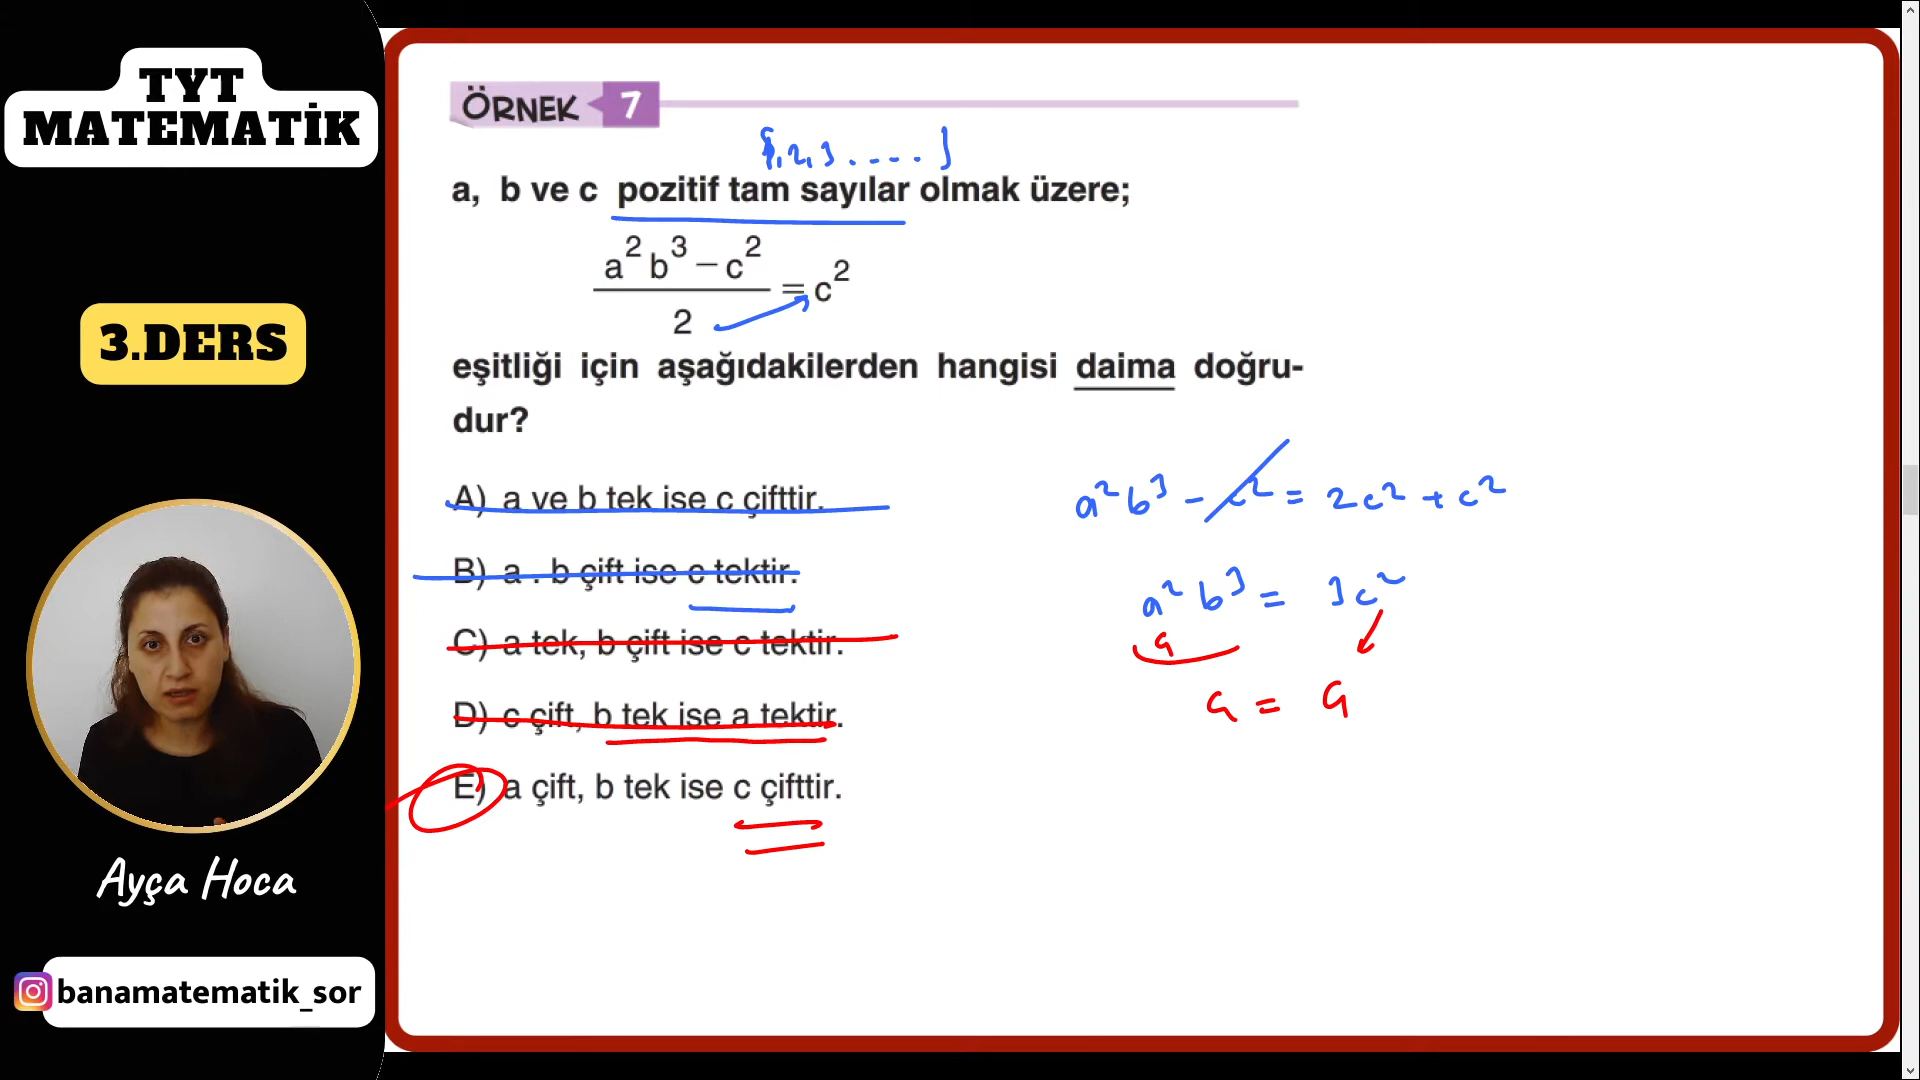 TYT
MATEMATİK
3.DERS
Ayça Hoca
banamatematik_sor
ÖRNEK 7
{1,2,3.....}
a, b ve c pozitif tam sayılar olmak üzere;
a²b³ – c²
2
= c²
eşitliği için aşağıdakilerden hangisi daima doğru-
dur?
A) a ve b tek ise c çifttir.
B) a . b çift ise c tektir.
C) a tek, b çift ise c tektir.
D) c çift, b tek ise a tektir.
E) a çift, b tek ise c çifttir.
a²b³ - c² = 2c² + c²
a²b³ = 3c²